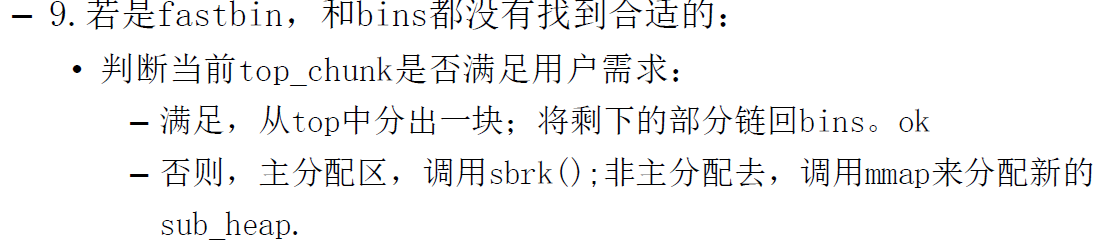 – 9.若是fastbin，和bins都没有找到合适的：
• 判断当前top_chunk是否满足用户需求：
– 满足，从top中分出一块；将剩下的部分链回bins。ok
– 否则，主分配区，调用sbrk();非主分配去，调用mmap来分配新的
sub_heap.